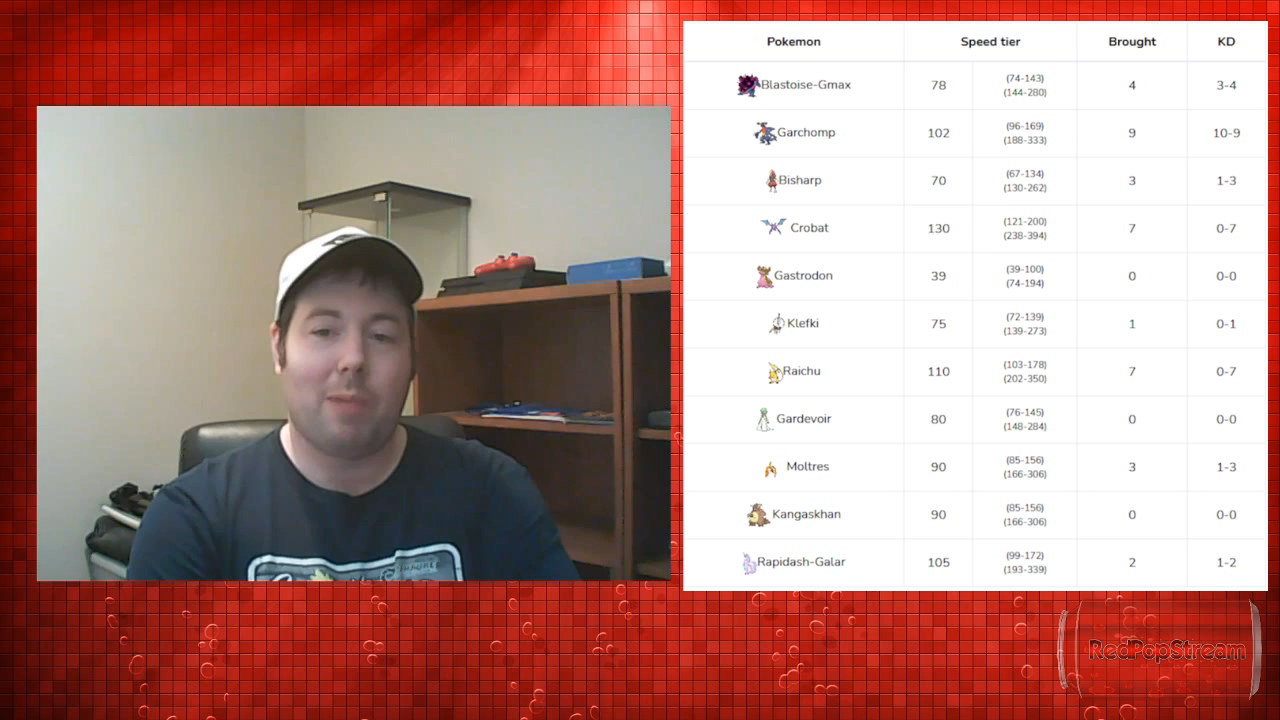 Pokemon Speed tier Brought KD
Blastoise-Gmax 78 (74-143) 4 3-4
(144-280)
Garchomp 102 (96-169) 9 10-9
(188-333)
Bisharp 70 (67-134) 3 1-3
(130-262)
Crobat 130 (121-200) 7 0-7
(238-394)
Gastrodon 39 (39-100) 0 0-0
(74-194)
Klefki 75 (72-139) 1 0-1
(139-273)
Raichu 110 (103-178) 7 0-7
(202-350)
Gardevoir 80 (76-145) 0 0-0
(148-284)
Moltres 90 (85-156) 3 1-3
(166-306)
Kangaskhan 90 (85-156) 0 0-0
(166-306)
Rapidash-Galar 105 (99-172) 2 1-2
(193-339)
RedPopStream